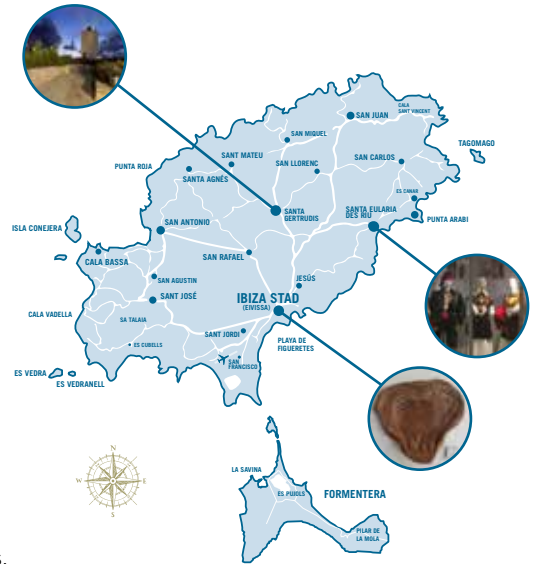 CALA
SANT VINCENT
SAN JUAN
SAN MIQUEL
TAGOMAGO
SANT MATEU
SAN CARLOS
PUNTA ROJA
SAN LLORENC
SANTA AGNÉS
ES CANAR
SANTA
GERTRUDIS
SANTA EULARIA
DES RIU
PUNTA ARABI
ISLA CONEJERA
SAN ANTONIO
SAN RAFAEL
CALA BASSA
JESÚS
SAN AGUSTIN
SANT JOSÉ
IBIZA STAD
(EIVISSA)
CALA VADELLA
SA TALAIA
SANT JORDI
PLAYA DE
FIGUERETES
ES CUBELLS
SAN
FRANCISCO
ES VEDRA
ES VEDRANELL
N
W
E
S
LA SAVINA
ES PUJOLS
FORMENTERA
PILAR DE
LA MOLA